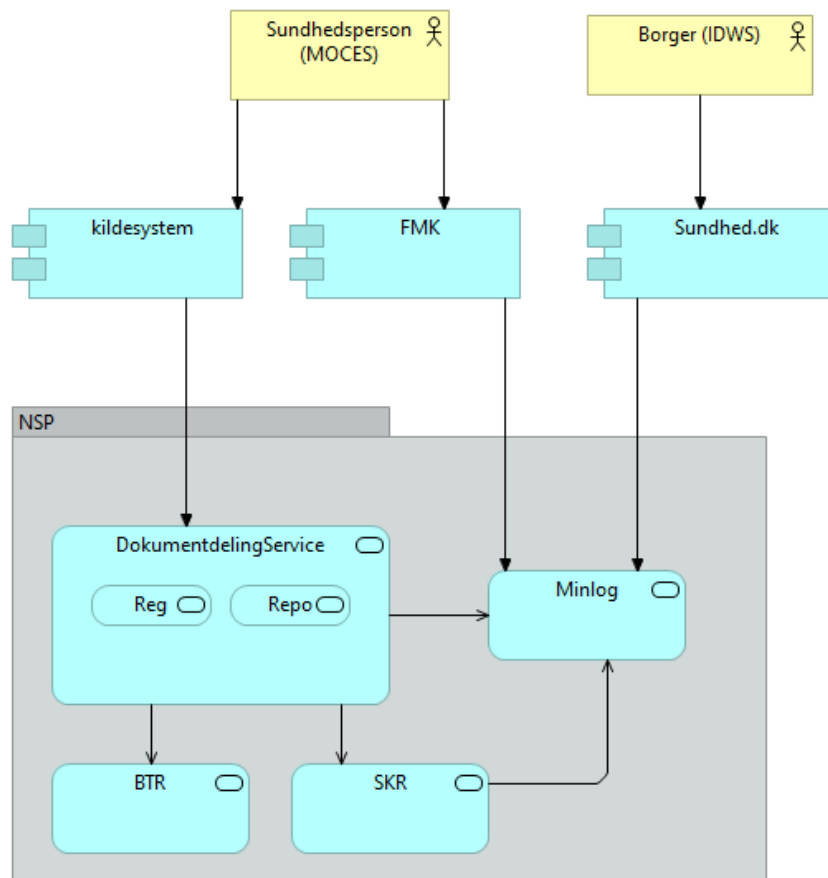 Sundhedsperson
(MOCES)
Borger (IDWS)
kildesystem
FMK
Sundhed.dk
NSP
DokumentdelingService
Reg
Repo
Minlog
BTR
SKR